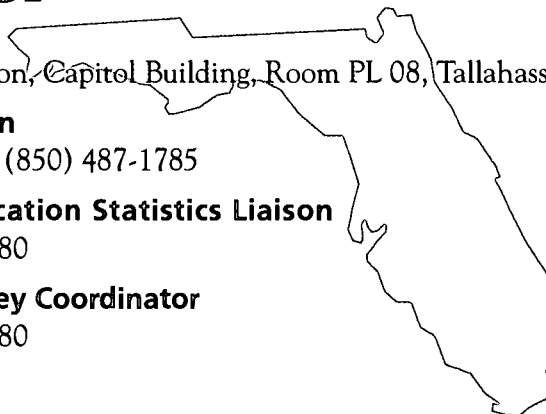 on, Capitol Building, Room PL 08, Tallahass
n
(850) 487-1785
cation Statistics Liaison
80
ey Coordinator
80